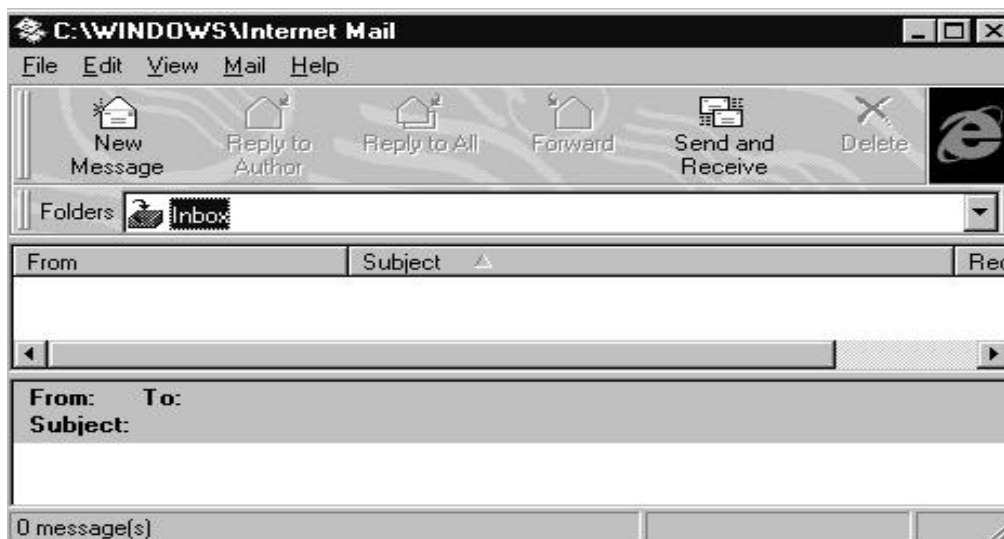 C:\WINDOWS\Internet Mail
File Edit View Mail Help
New Message
Reply to Author
Reply to All
Forward
Send and Receive
Delete
Folders Inbox
From Subject Rec
From: To:
Subject:
0 message(s)